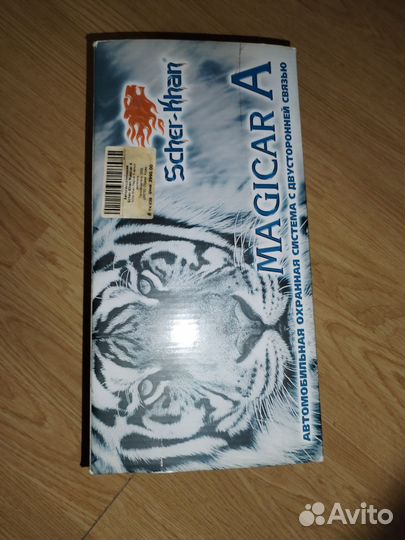 Scher-Khan®
MAGICAR A
АВТОМОБИЛЬНАЯ ОХРАННАЯ СИСТЕМА С ДВУСТОРОННЕЙ СВЯЗЬЮ
Avito